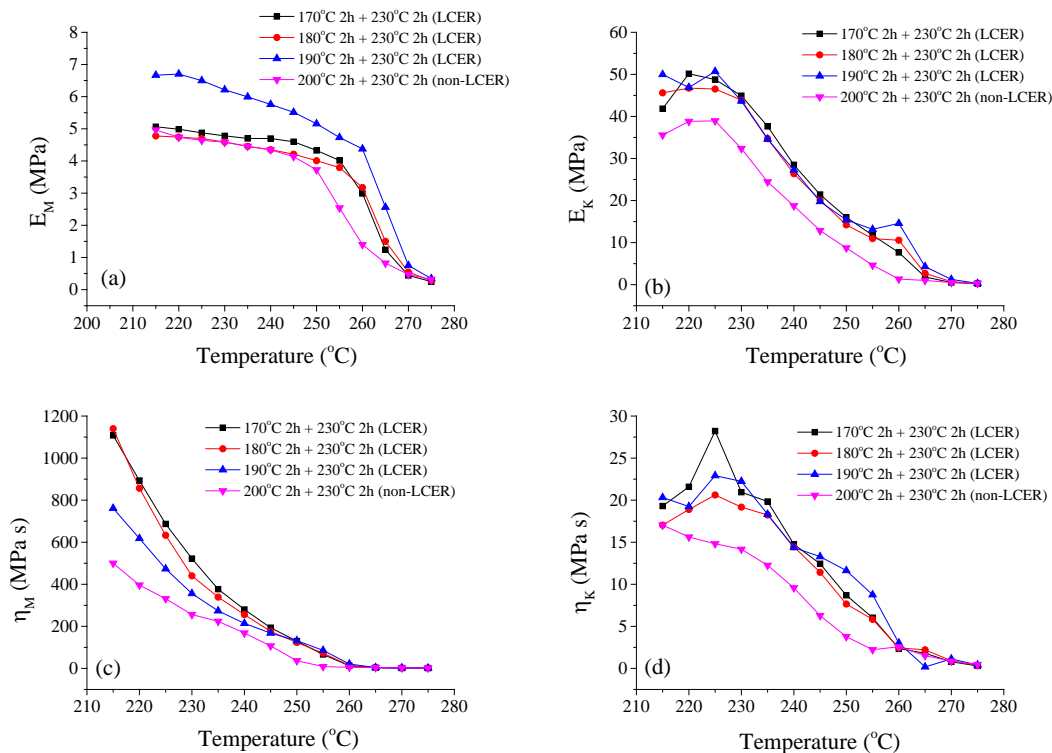 170°C 2h + 230°C 2h (LCER)
180°C 2h + 230°C 2h (LCER)
190°C 2h + 230°C 2h (LCER)
200°C 2h + 230°C 2h (non-LCER)
8
7
6
5
4
3
2
1
0
E_M (MPa)
(a)
200 210 220 230 240 250 260 270 280
Temperature (°C)
170°C 2h + 230°C 2h (LCER)
180°C 2h + 230°C 2h (LCER)
190°C 2h + 230°C 2h (LCER)
200°C 2h + 230°C 2h (non-LCER)
60
50
40
30
20
10
0
E_K (MPa)
(b)
210 220 230 240 250 260 270 280
Temperature (°C)
170°C 2h + 230°C 2h (LCER)
180°C 2h + 230°C 2h (LCER)
190°C 2h + 230°C 2h (LCER)
200°C 2h + 230°C 2h (non-LCER)
1200
1000
800
600
400
200
0
η_M (MPa s)
(c)
210 220 230 240 250 260 270 280
Temperature (°C)
170°C 2h + 230°C 2h (LCER)
180°C 2h + 230°C 2h (LCER)
190°C 2h + 230°C 2h (LCER)
200°C 2h + 230°C 2h (non-LCER)
30
25
20
15
10
5
0
η_K (MPa s)
(d)
210 220 230 240 250 260 270 280
Temperature (°C)